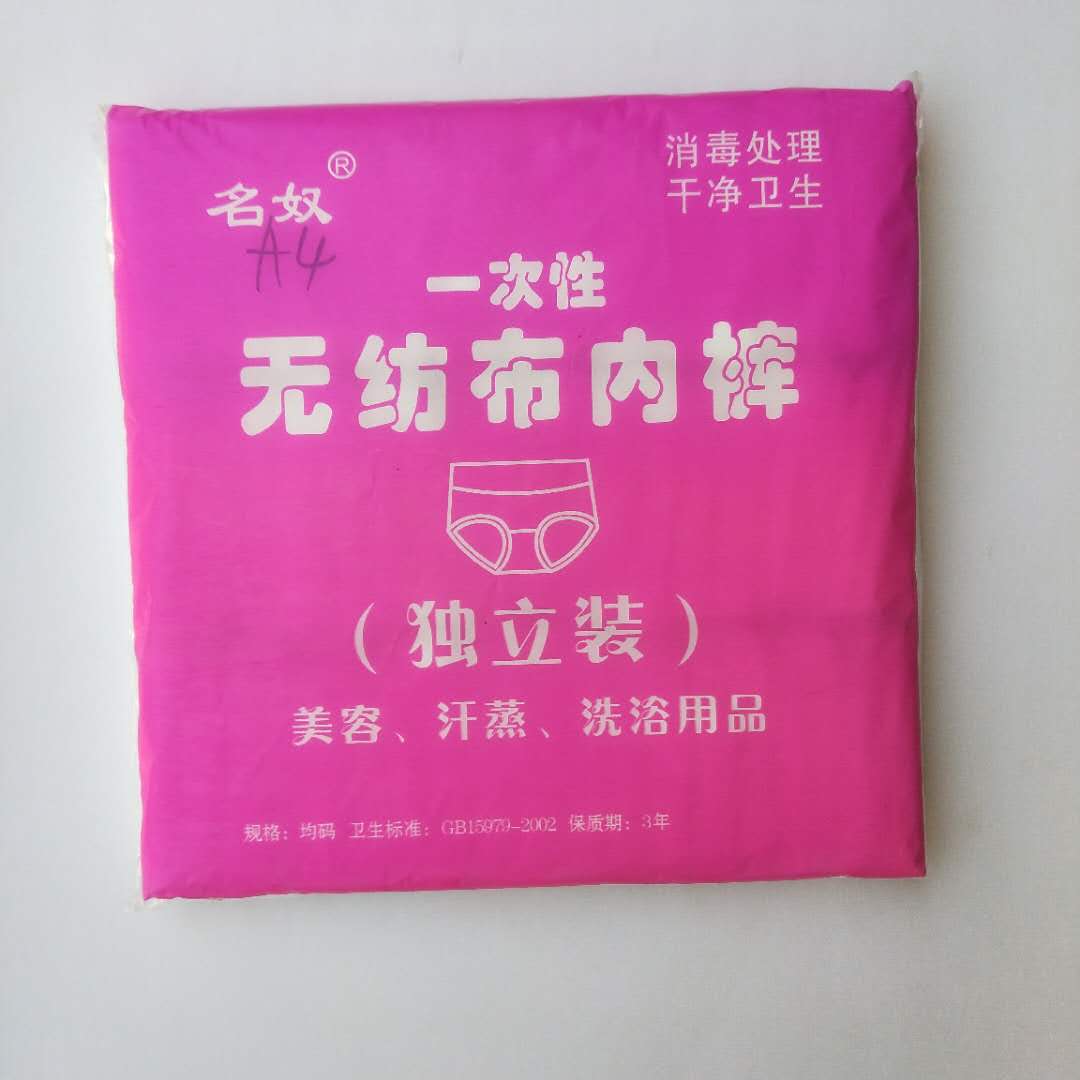 名奴®
A4
消毒处理
干净卫生
一次性
无纺布内裤
（独立装）
美容、汗蒸、洗浴用品
规格：均码 卫生标准：GB15979-2002 保质期：3年